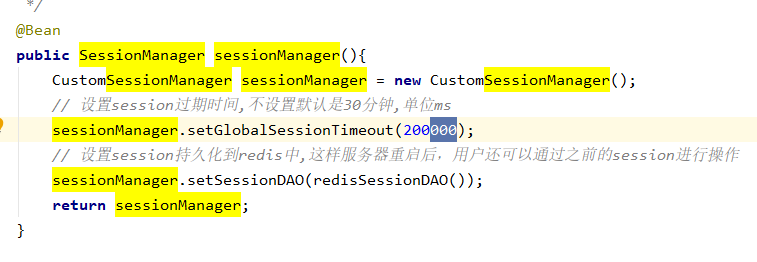 */
@Bean
public SessionManager sessionManager(){
CustomSessionManager sessionManager = new CustomSessionManager();
// 设置session过期时间,不设置默认是30分钟,单位ms
sessionManager.setGlobalSessionTimeout(200000);
// 设置session持久化到redis中,这样服务器重启后，用户还可以通过之前的session进行操作
sessionManager.setSessionDAO(redisSessionDAO());
return sessionManager;
}